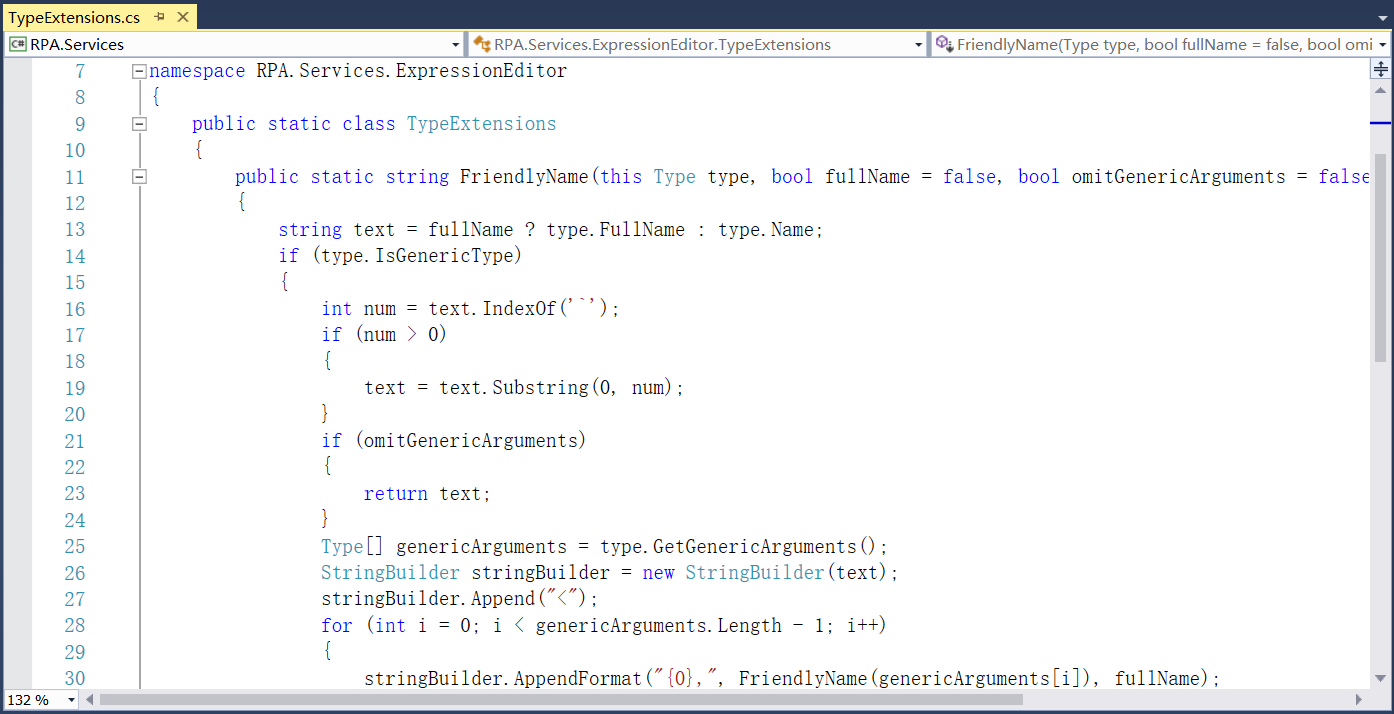 TypeExtensions.cs
C# RPA.Services RPA.Services.ExpressionEditor.TypeExtensions FriendlyName(Type type, bool fullName = false, bool omi
7 namespace RPA.Services.ExpressionEditor
8 {
9 public static class TypeExtensions
10 {
11 public static string FriendlyName(this Type type, bool fullName = false, bool omitGenericArguments = false
12 {
13 string text = fullName ? type.FullName : type.Name;
14 if (type.IsGenericType)
15 {
16 int num = text.IndexOf('`');
17 if (num > 0)
18 {
19 text = text.Substring(0, num);
20 }
21 if (omitGenericArguments)
22 {
23 return text;
24 }
25 Type[] genericArguments = type.GetGenericArguments();
26 StringBuilder stringBuilder = new StringBuilder(text);
27 stringBuilder.Append("<");
28 for (int i = 0; i < genericArguments.Length - 1; i++)
29 {
30 stringBuilder.AppendFormat("{0},", FriendlyName(genericArguments[i]), fullName);
132 %